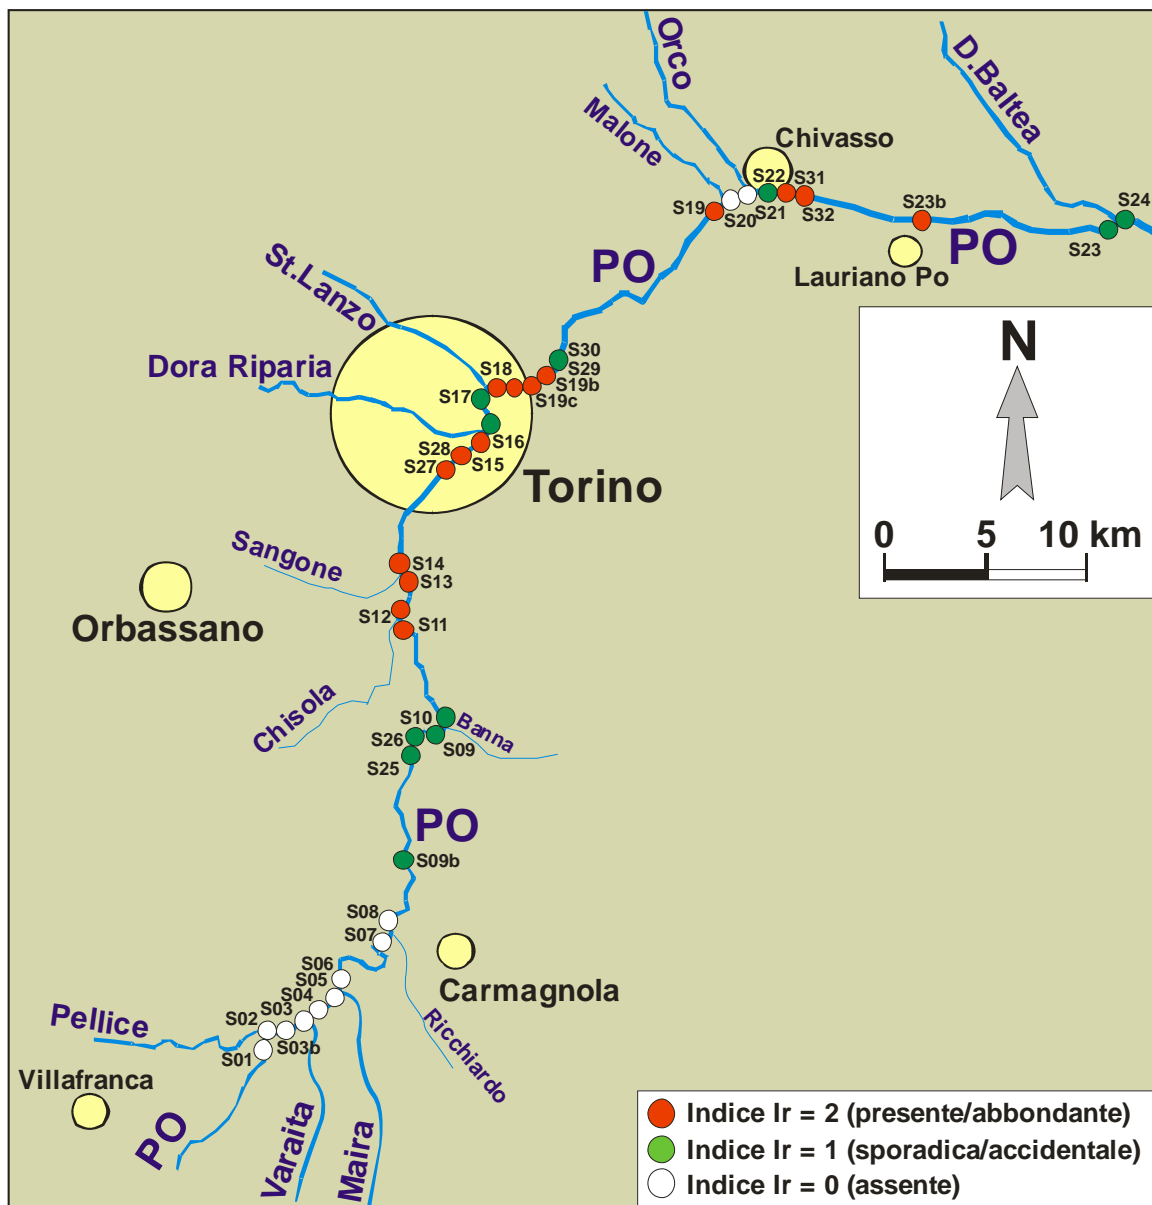 Orco
D.Baltea
Malone
Chivasso
S22
S31
S19
S20
S21
S32
S23b
S24
S23
PO
PO
Lauriano Po
St.Lanzo
Dora Riparia
S30
S29
S18
S19b
S17
S19c
S16
S28
S15
S27
Torino
N
0 5 10 km
Sangone
S14
S13
S12
S11
Orbassano
Chisola
S10
Banna
S26
S09
S25
PO
S09b
S08
S07
Carmagnola
S06
S05
S04
S03
S02
S03b
S01
Pellice
Ricchiardo
Villafranca
PO
Varaita
Maira
Indice Ir = 2 (presente/abbondante)
Indice Ir = 1 (sporadica/accidentale)
Indice Ir = 0 (assente)